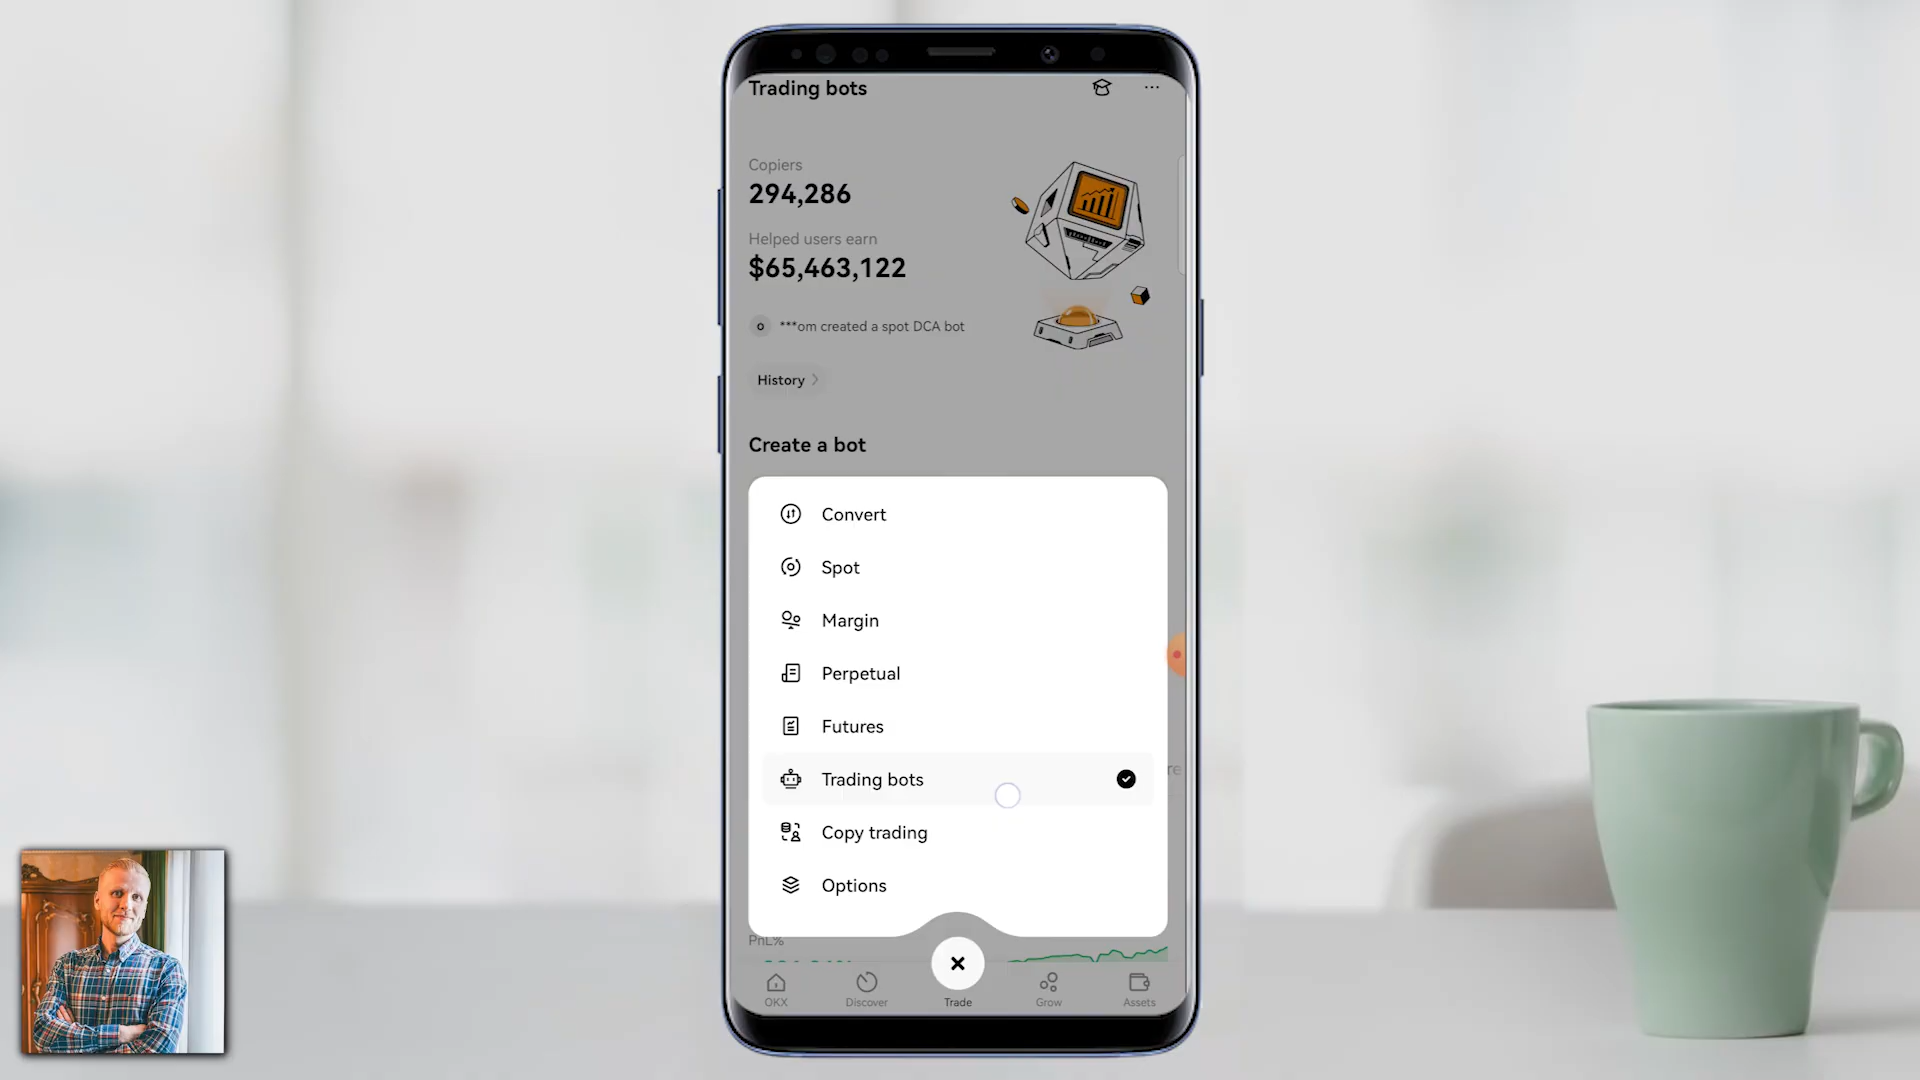 Trading bots
Copiers
294,286
Helped users earn
$65,463,122
o ***om created a spot DCA bot
History
Create a bot
Convert
Spot
Margin
Perpetual
Futures
Trading bots
Copy trading
Options
PnL%
OKX
Discover
Trade
Grow
Assets